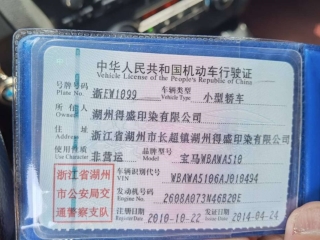 中华人民共和国机动车行驶证
Vehicle License of the People's Republic of China
号牌号码 浙EW1099 车辆类型 小型轿车
Plate No. Vehicle Type
所有人 湖州得盛印染有限公司
Owner
住址 浙江省湖州市长超镇湖州得盛印染有限公司
Address
使用性质 非营运 品牌型号 宝马WBAWA510
Use Character Model
浙江省湖州市公安局交通警察支队
车辆识别代号 WBAWA5106AJ010494
VIN
发动机号码 2608A073N46B20E
Engine No.
注册日期 2010-10-22 发证日期 2014-04-24
Register Date Issue Date